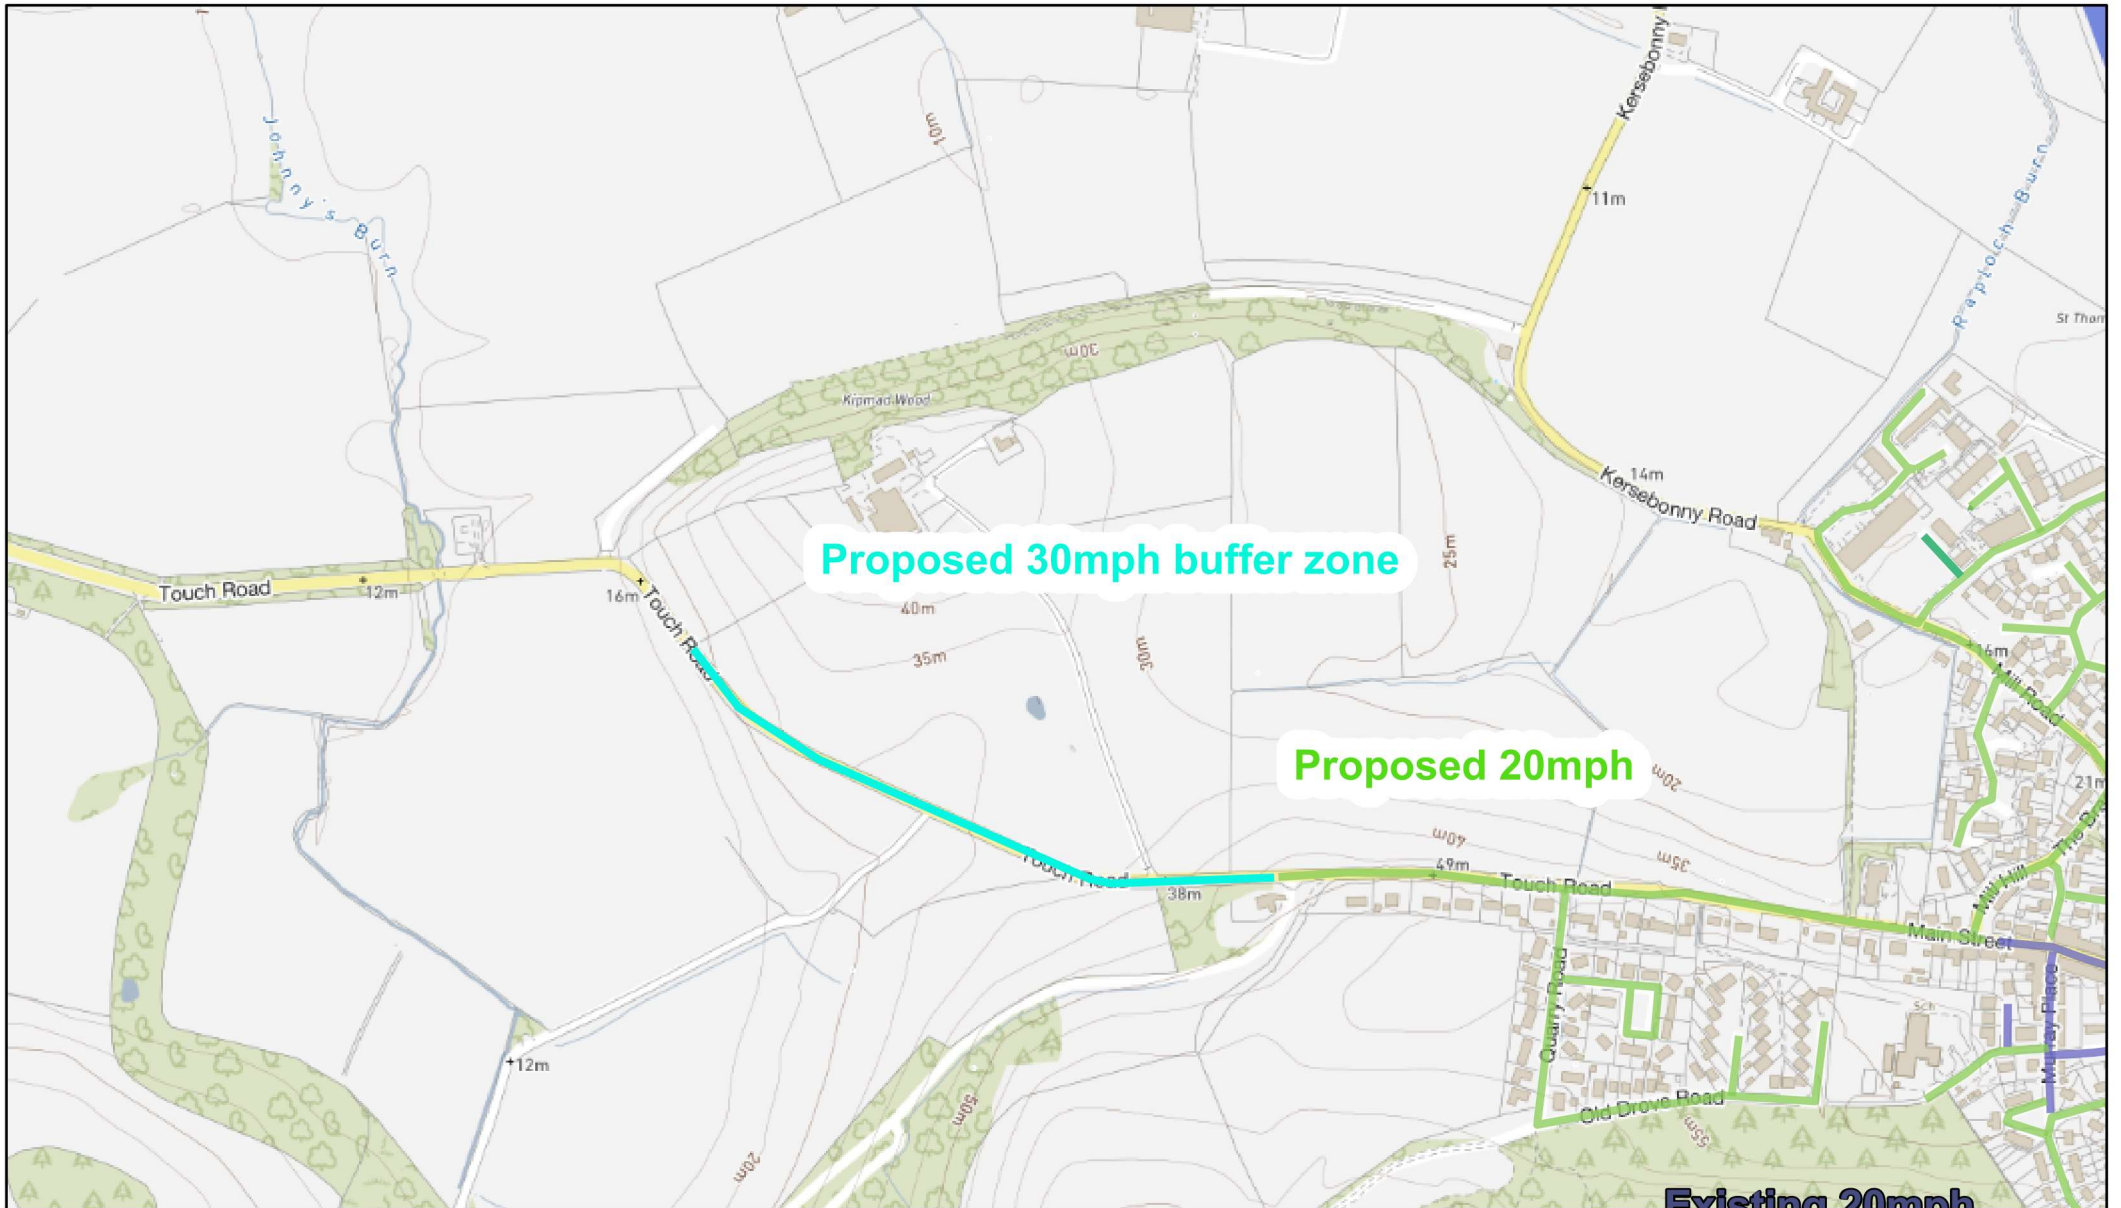 Kersebonny
Johnny's Burn
10m
11m
Raploch Burn
30m
Kipmad Wood
14m
Kersebonny Road
Proposed 30mph buffer zone
25m
Touch Road
12m
16m
Touch Road
40m
35m
30m
16m
Mill Road
Proposed 20mph
20m
21m
40m
35m
49m
Touch Road
38m
Touch Road
Mill Hill
Main Street
Quarry Road
Sch
Murray Place
12m
50m
Old Drove Road
55m
20m
Existing 20mph